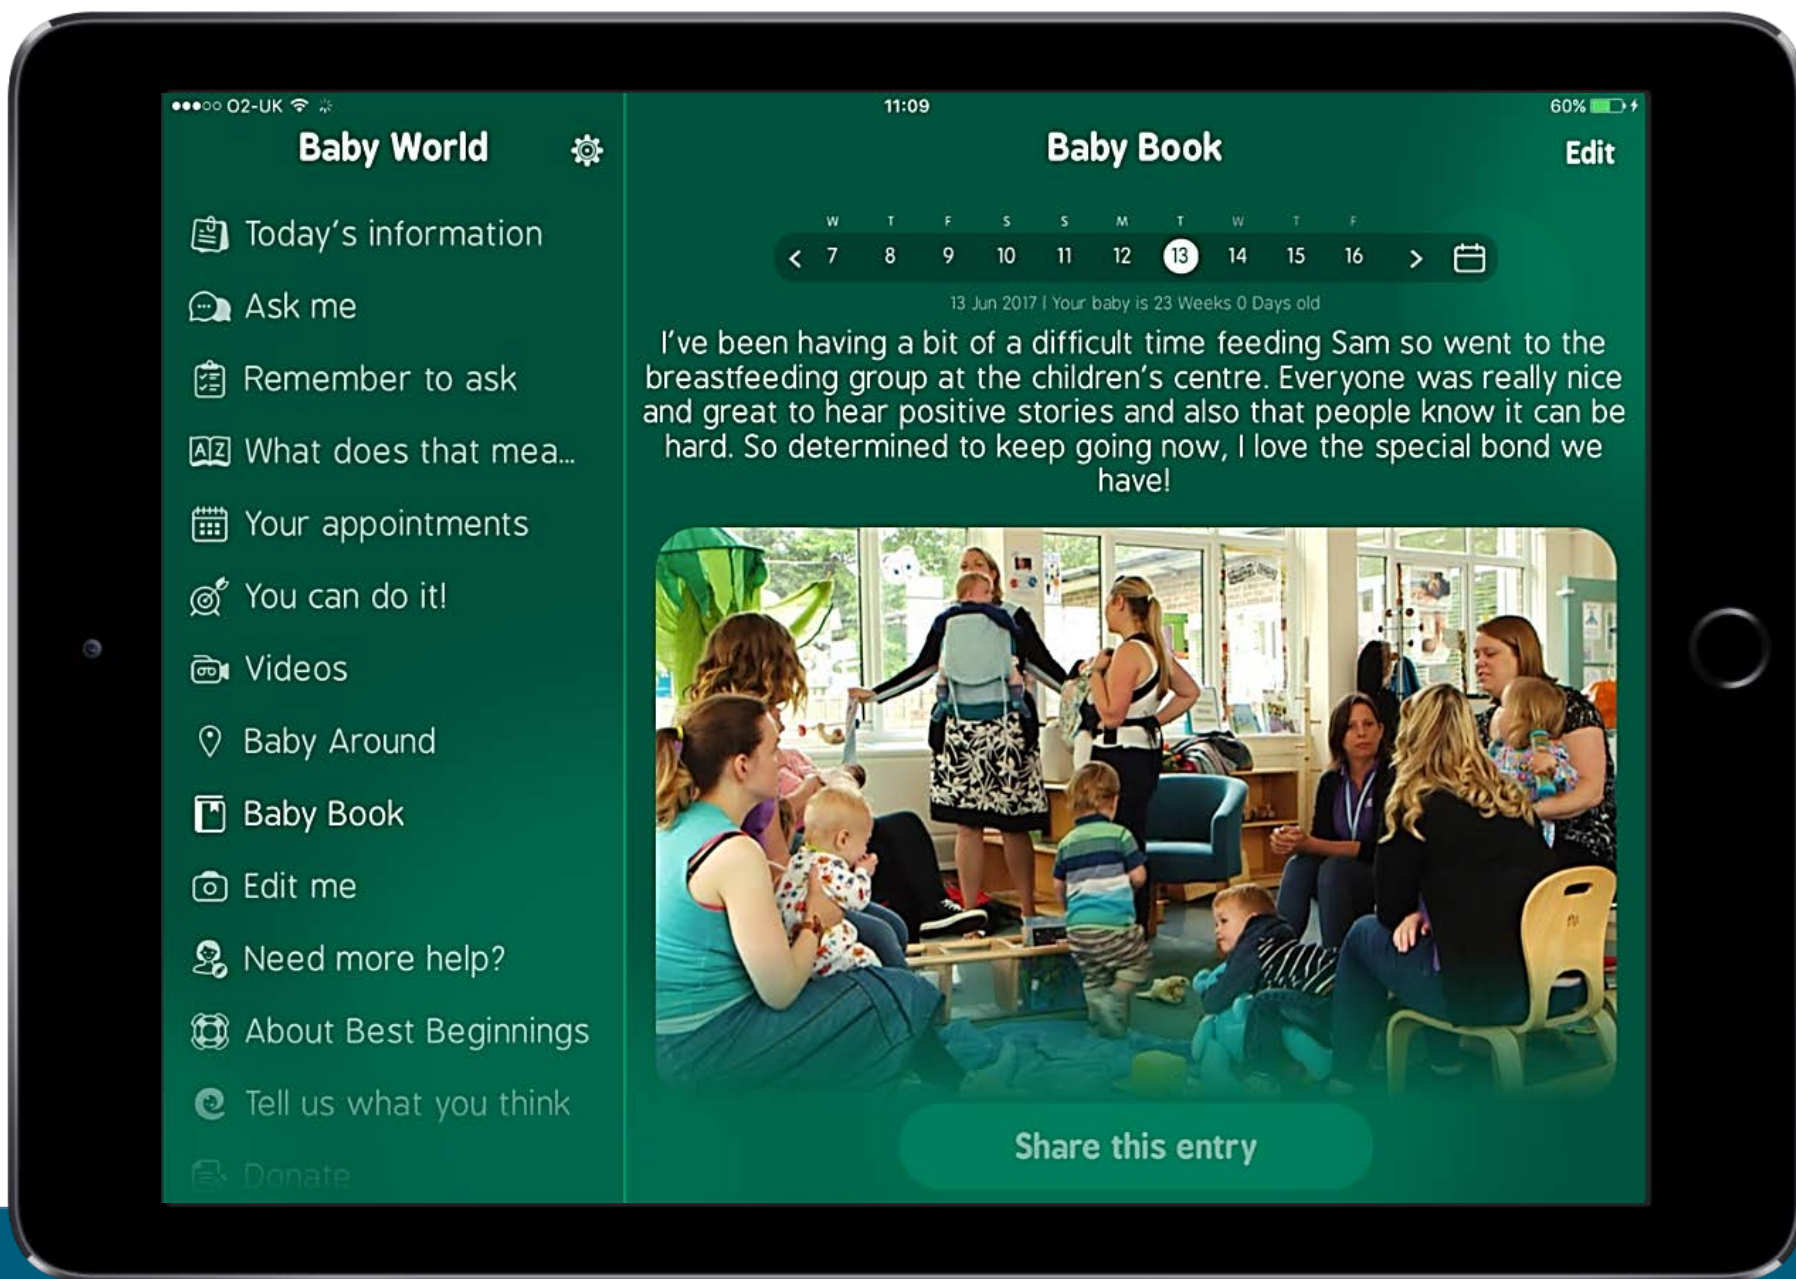 O2-UK
11:09
60%
Baby World
Baby Book
Edit
Today's information
Ask me
Remember to ask
What does that mea...
Your appointments
You can do it!
Videos
Baby Around
Baby Book
Edit me
Need more help?
About Best Beginnings
Tell us what you think
Donate
W T F S S M T W T F
< 7 8 9 10 11 12 13 14 15 16 >
13 Jun 2017 | Your baby is 23 Weeks 0 Days old
I've been having a bit of a difficult time feeding Sam so went to the
breastfeeding group at the children's centre. Everyone was really nice
and great to hear positive stories and also that people know it can be
hard. So determined to keep going now, I love the special bond we
have!
Share this entry